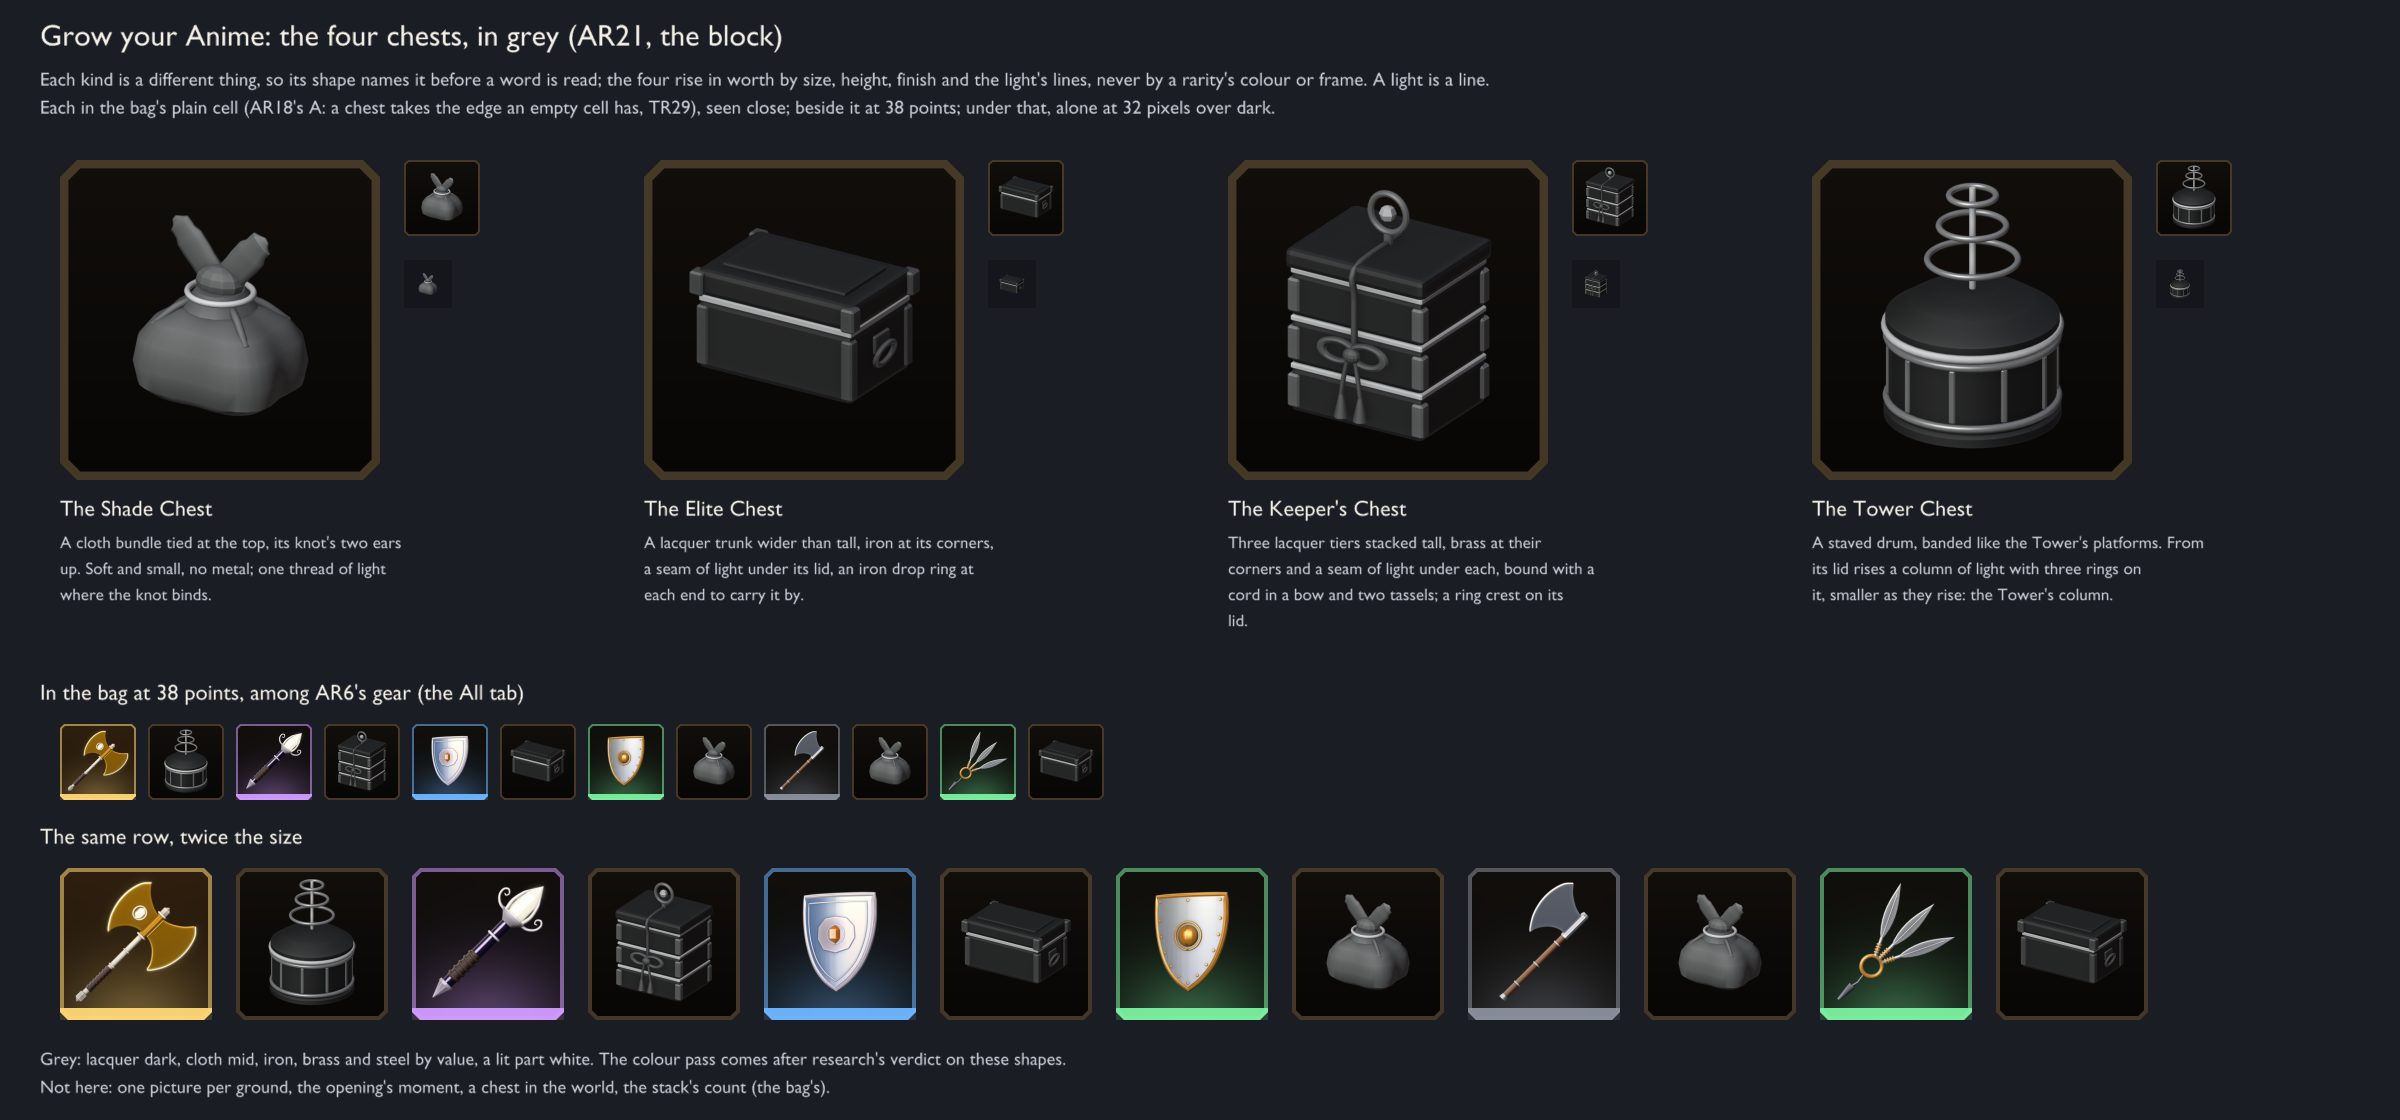 Grow your Anime: the four chests, in grey (AR21, the block)
Each kind is a different thing, so its shape names it before a word is read; the four rise in worth by size, height, finish and the light's lines, never by a rarity's colour or frame. A light is a line.
Each in the bag's plain cell (AR18's A: a chest takes the edge an empty cell has, TR29), seen close; beside it at 38 points; under that, alone at 32 pixels over dark.
The Shade Chest
A cloth bundle tied at the top, its knot's two ears
up. Soft and small, no metal; one thread of light
where the knot binds.
The Elite Chest
A lacquer trunk wider than tall, iron at its corners,
a seam of light under its lid, an iron drop ring at
each end to carry it by.
The Keeper's Chest
Three lacquer tiers stacked tall, brass at their
corners and a seam of light under each, bound with a
cord in a bow and two tassels; a ring crest on its
lid.
The Tower Chest
A staved drum, banded like the Tower's platforms. From
its lid rises a column of light with three rings on
it, smaller as they rise: the Tower's column.
In the bag at 38 points, among AR6's gear (the All tab)
The same row, twice the size
Grey: lacquer dark, cloth mid, iron, brass and steel by value, a lit part white. The colour pass comes after research's verdict on these shapes.
Not here: one picture per ground, the opening's moment, a chest in the world, the stack's count (the bag's).